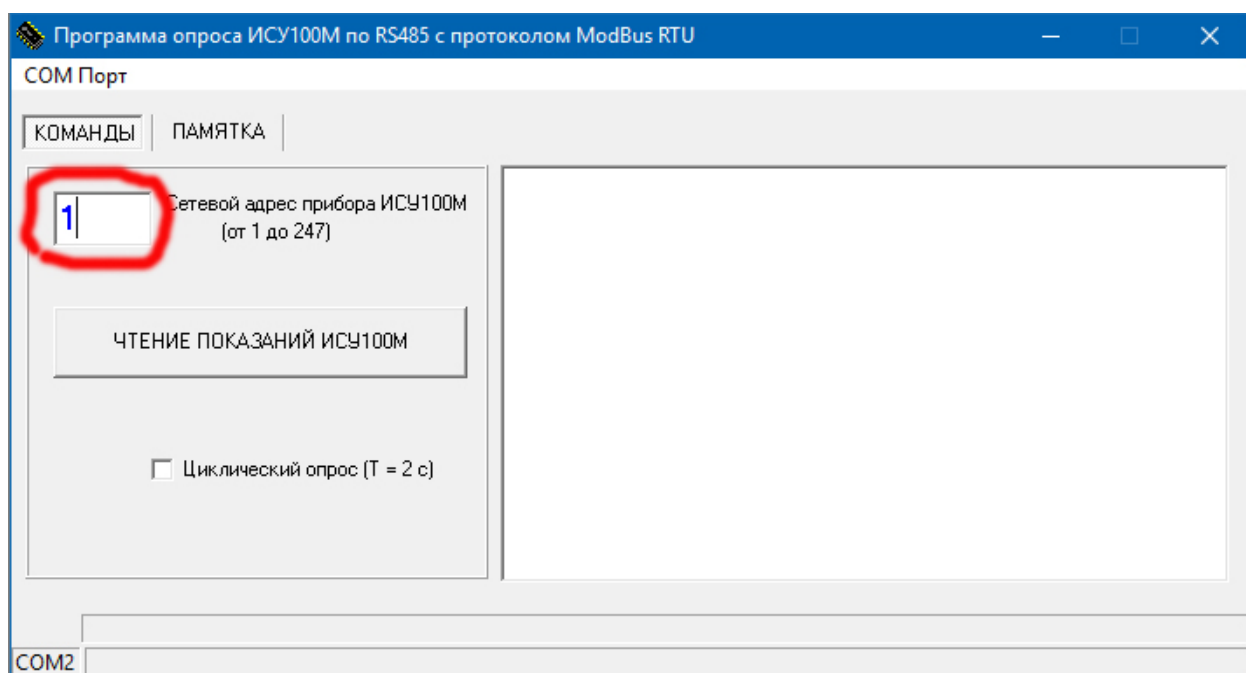 Программа опроса ИСУ100М по RS485 с протоколом ModBus RTU
COM Порт
КОМАНДЫ ПАМЯТКА
1
Сетевой адрес прибора ИСУ100М
(от 1 до 247)
ЧТЕНИЕ ПОКАЗАНИЙ ИСУ100М
Циклический опрос (T = 2 с)
COM2